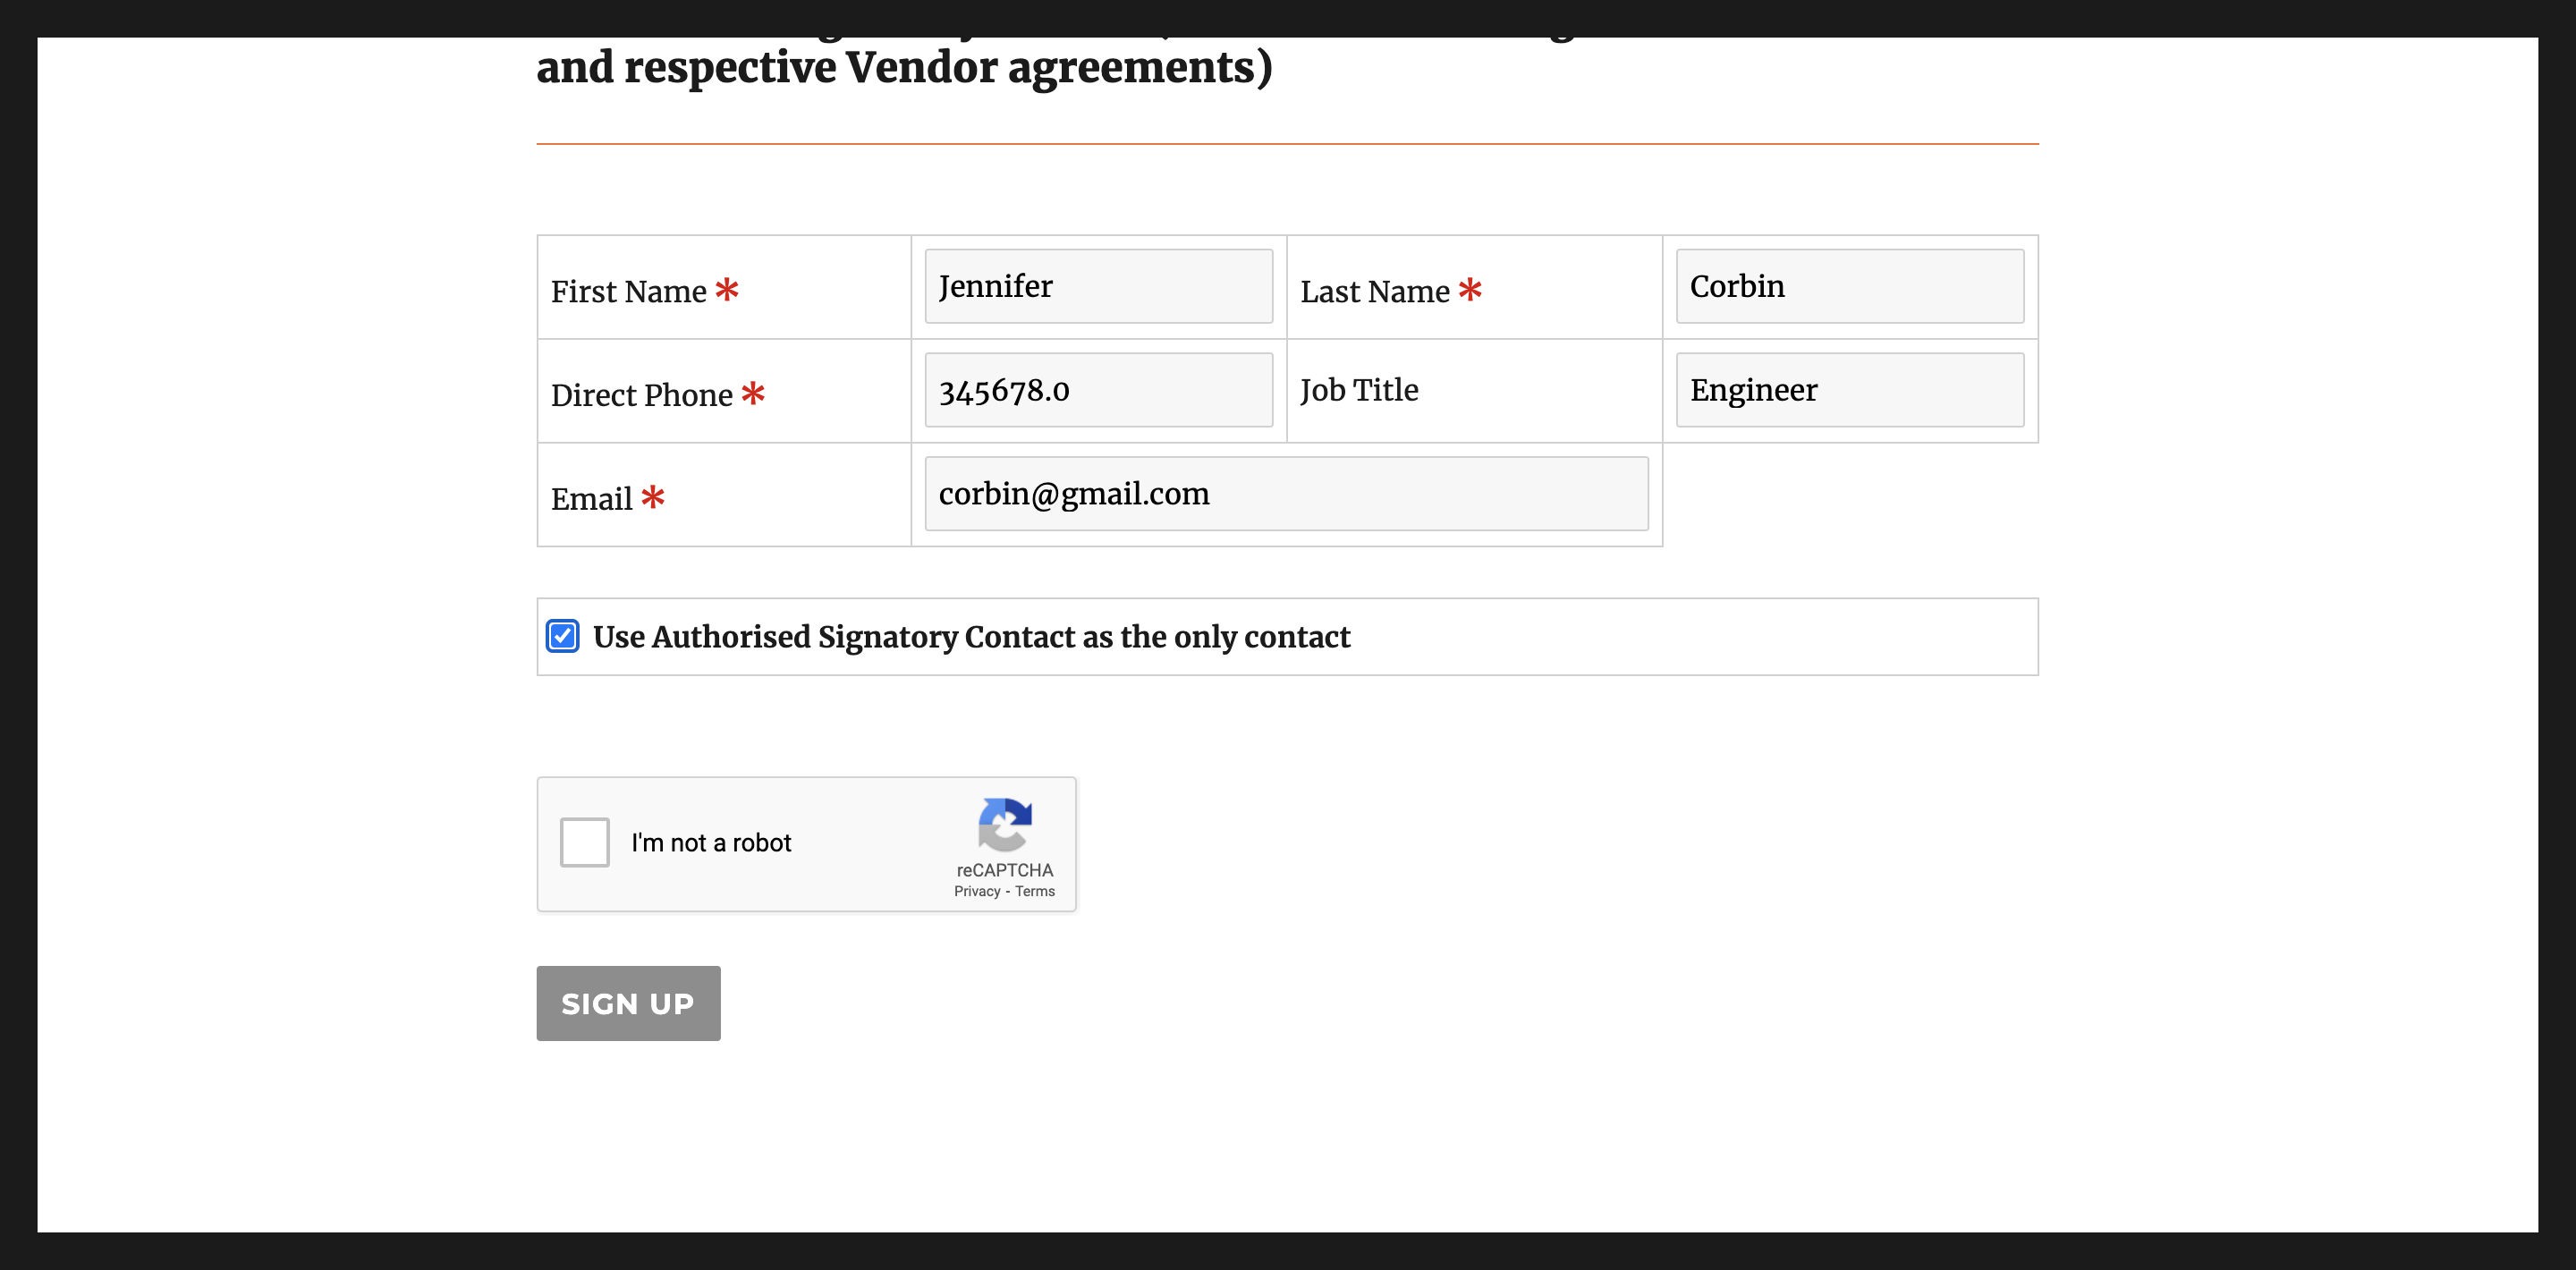 and respective Vendor agreements)
First Name * Jennifer Last Name * Corbin
Direct Phone * 345678.0 Job Title Engineer
Email * corbin@gmail.com
Use Authorised Signatory Contact as the only contact
I'm not a robot
reCAPTCHA
Privacy - Terms
SIGN UP